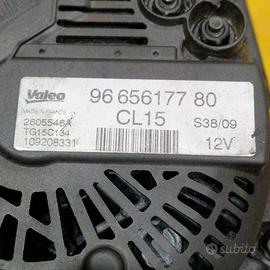 Valeo
MADE IN FRANCE
2605546A
TG15C134
109208331
96 656177 80
CL15
S38/09
12V
subito